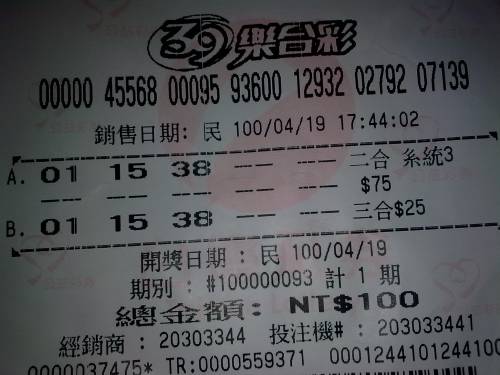 39樂合彩
00000 45568 00095 93600 12932 02792 07139
銷售日期: 民 100/04/19 17:44:02
A. 01 15 38 -- -- 二合 系統3
-- -- -- -- -- $75
B. 01 15 38 -- -- 三合$25
開獎日期 : 民 100/04/19
期別 : #100000093 計 1 期
總金額: NT$100
經銷商 : 20303344 投注機# : 203033441
0000037475* TR:0000559371 0001244101244100